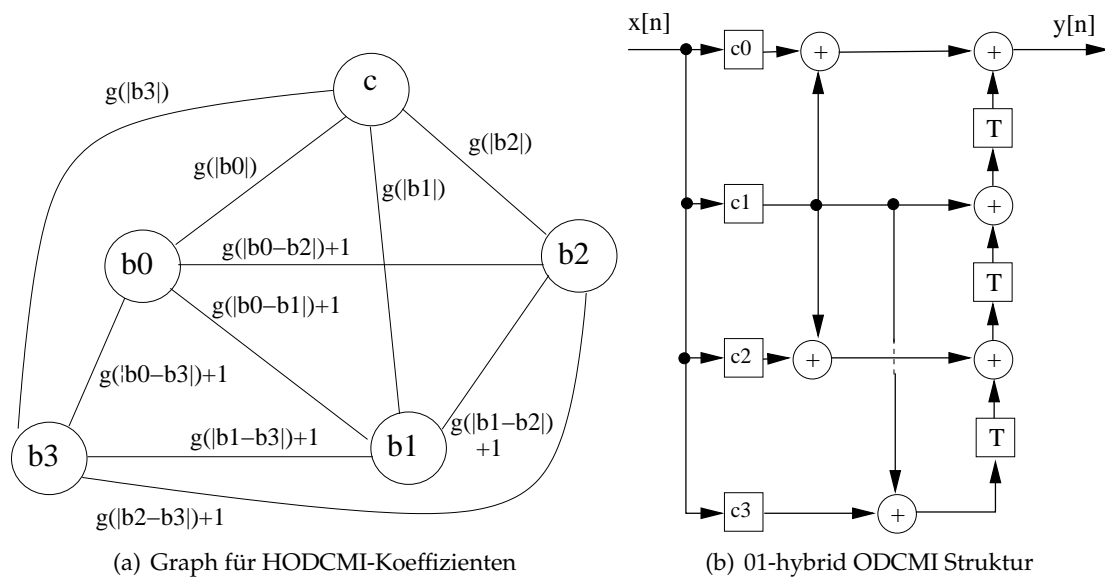 g(|b3|)
c
g(|b0|)
g(|b2|)
g(|b1|)
b0
g(|b0−b2|)+1
b2
g(|b0−b1|)+1
g(¦b0−b3|)+1
g(|b1−b2|)
+1
g(|b1−b3|)+1
b3
b1
g(|b2−b3|)+1
(a) Graph für HODCMI-Koeffizienten
x[n]
y[n]
c0
+
+
T
c1
+
T
c2
+
+
T
c3
+
(b) 01-hybrid ODCMI Struktur